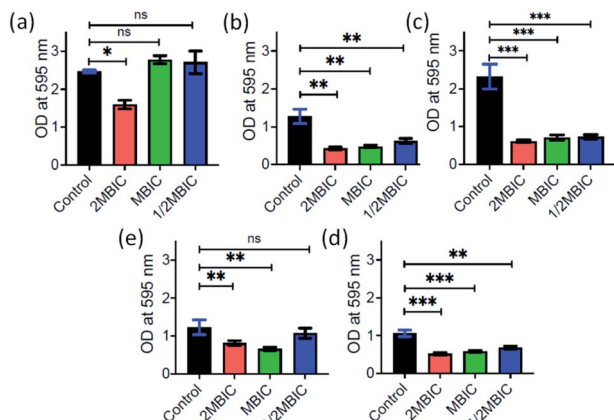 (a)
ns
ns
*
OD at 595 nm
3
2
1
0
Control
2MBIC
MBIC
1/2MBIC
(b)
**
**
**
OD at 595 nm
3
2
1
0
Control
2MBIC
MBIC
1/2MBIC
(c)
***
***
***
OD at 595 nm
3
2
1
0
Control
2MBIC
MBIC
1/2MBIC
(e)
ns
**
**
OD at 595 nm
3
2
1
0
Control
2MBIC
MBIC
1/2MBIC
(d)
**
***
***
OD at 595 nm
3
2
1
0
Control
2MBIC
MBIC
1/2MBIC